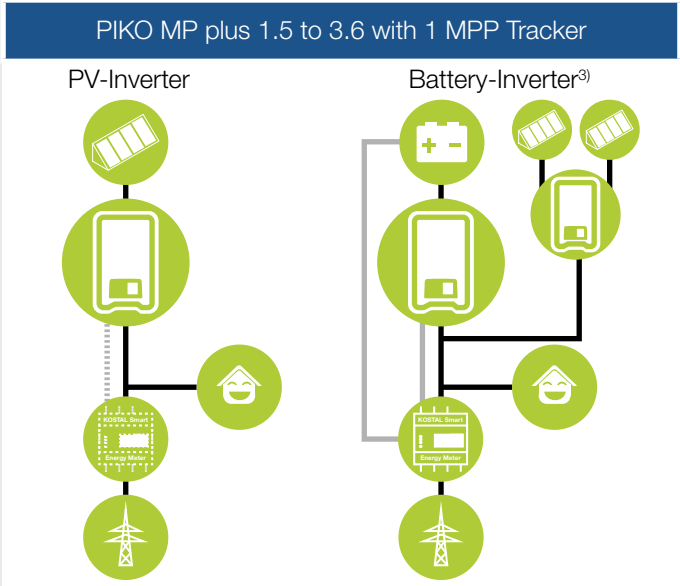 PIKO MP plus 1.5 to 3.6 with 1 MPP Tracker
PV-Inverter
Battery-Inverter3)
+ -
KOSTAL Smart
Energy Meter
KOSTAL Smart
Energy Meter